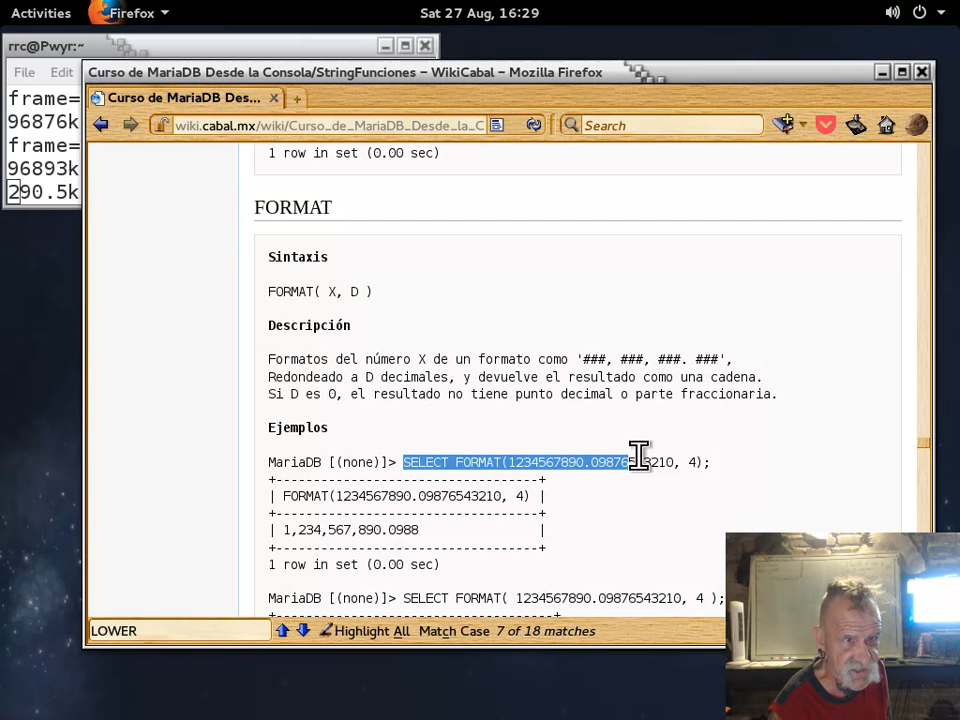 Activities Firefox Sat 27 Aug, 16:29
rrc@Pwyr:~
File Edit
frame=
96876k
frame=
96893k
290.5k
Curso de MariaDB Desde la Consola/StringFunciones – WikiCabal – Mozilla Firefox
Curso de MariaDB Des...
wiki.cabal.mx/wiki/Curso_de_MariaDB_Desde_la_C Search
1 row in set (0.00 sec)
FORMAT
Sintaxis
FORMAT( X, D )
Descripción
Formatos del número X de un formato como '###, ###, ###. ###',
Redondeado a D decimales, y devuelve el resultado como una cadena.
Si D es 0, el resultado no tiene punto decimal o parte fraccionaria.
Ejemplos
MariaDB [(none)]> SELECT FORMAT(1234567890.09876543210, 4);
+-----------------------------------+
| FORMAT(1234567890.09876543210, 4) |
+-----------------------------------+
| 1,234,567,890.0988 |
+-----------------------------------+
1 row in set (0.00 sec)
MariaDB [(none)]> SELECT FORMAT( 1234567890.09876543210, 4 );
+-------------------------------------+
LOWER Highlight All Match Case 7 of 18 matches